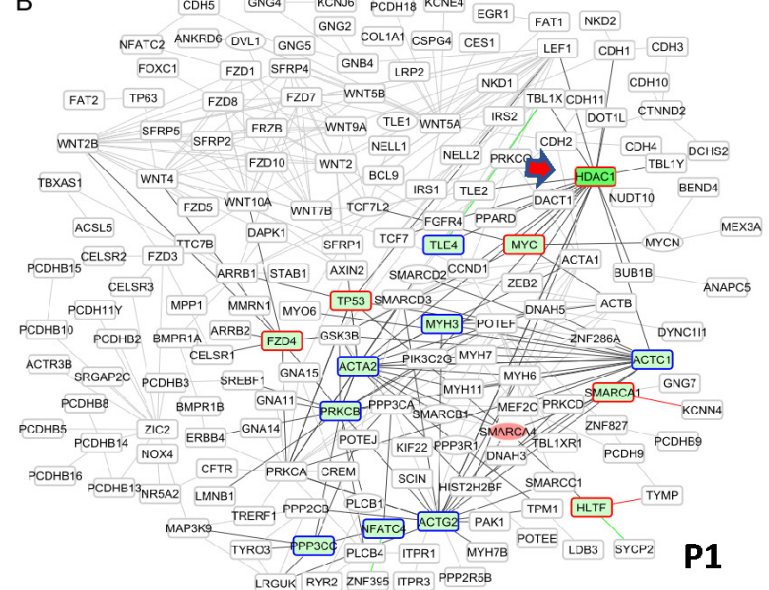 B
CDH5 GNG4 KCNJ6 PCDH18 KCNE4
EGR1 FAT1 NKD2
GNG2
NFATC2 ANKRD6 DVL1 GNG5 COL1A1 CSPG4 CES1 LEF1 CDH1 CDH3
FOXC1 FZD1 SFRP4 GNB4 LRP2
NKD1 CDH10
FAT2 TP63 FZD8 FZD7 WNT5B TBL1X CDH11
CTNND2
SFRP5 FRZB WNT9A TLE1 WNT5A IRS2 DOT1L
WNT2B SFRP2 NELL1 CDH2 CDH4 DCHS2
FZD10 WNT2 NELL2 PRKCQ TBL1Y
TBXAS1 WNT4 BCL9 HDAC1
IRS1 TLE2 BEND4
FZD5 WNT10A WNT7B TCF7L2 DACT1 NUDT10
ACSL5 DAPK1 FGFR4 PPARD MEX3A
TTC7B SFRP1 TCF7 TLE4 MYC MYCN
CELSR2 FZD3
PCDHB15 ARRB1 STAB1 AXIN2 SMARCD2 CCND1 ACTA1 BUB1B
CELSR3 ZEB2 ANAPC5
PCDH11Y MPP1 MMRN1 MYO6 TP53 SMARCD3 DNAH5 ACTB
PCDHB10 ARRB2 MYH3 POTEF DYNC1I1
PCDHB2 BMPR1A FZD4 GSK3B ZNF286A
ACTR3B CELSR1 PIK3C2G MYH7 ACTC1
SRGAP2C PCDHB3 SREBF1 GNA15 ACTA2 MYH6 GNG7
MYH11 SMARCA1
PCDHB8 BMPR1B GNA11 PRKCB PPP3CA SMARCB1 MEF2C PRKCD KCNN4
PCDHB5 ZIC2 GNA14 SMARCA4 ZNF827
PCDHB14 ERBB4 POTEJ KIF22 PPP3R1 TBL1XR1 PCDHB9
NOX4 DNAH3 PCDH9
PCDHB16 CFTR PRKCA CREM SCIN
PCDHB13 NR5A2 LMNB1 HIST2H2BF SMARCC1
PLCB1 TYMP
TRERF1 PPP2CB TPM1 HLTF
MAP3K9 NFATC4 ACTG2 PAK1
TYRO3 PPP3CC POTEE
PLCB4 ITPR1 MYH7B LDB3 SYCP2
P1
LRGUK RYR2 ZNF395 ITPR3 PPP2R5B